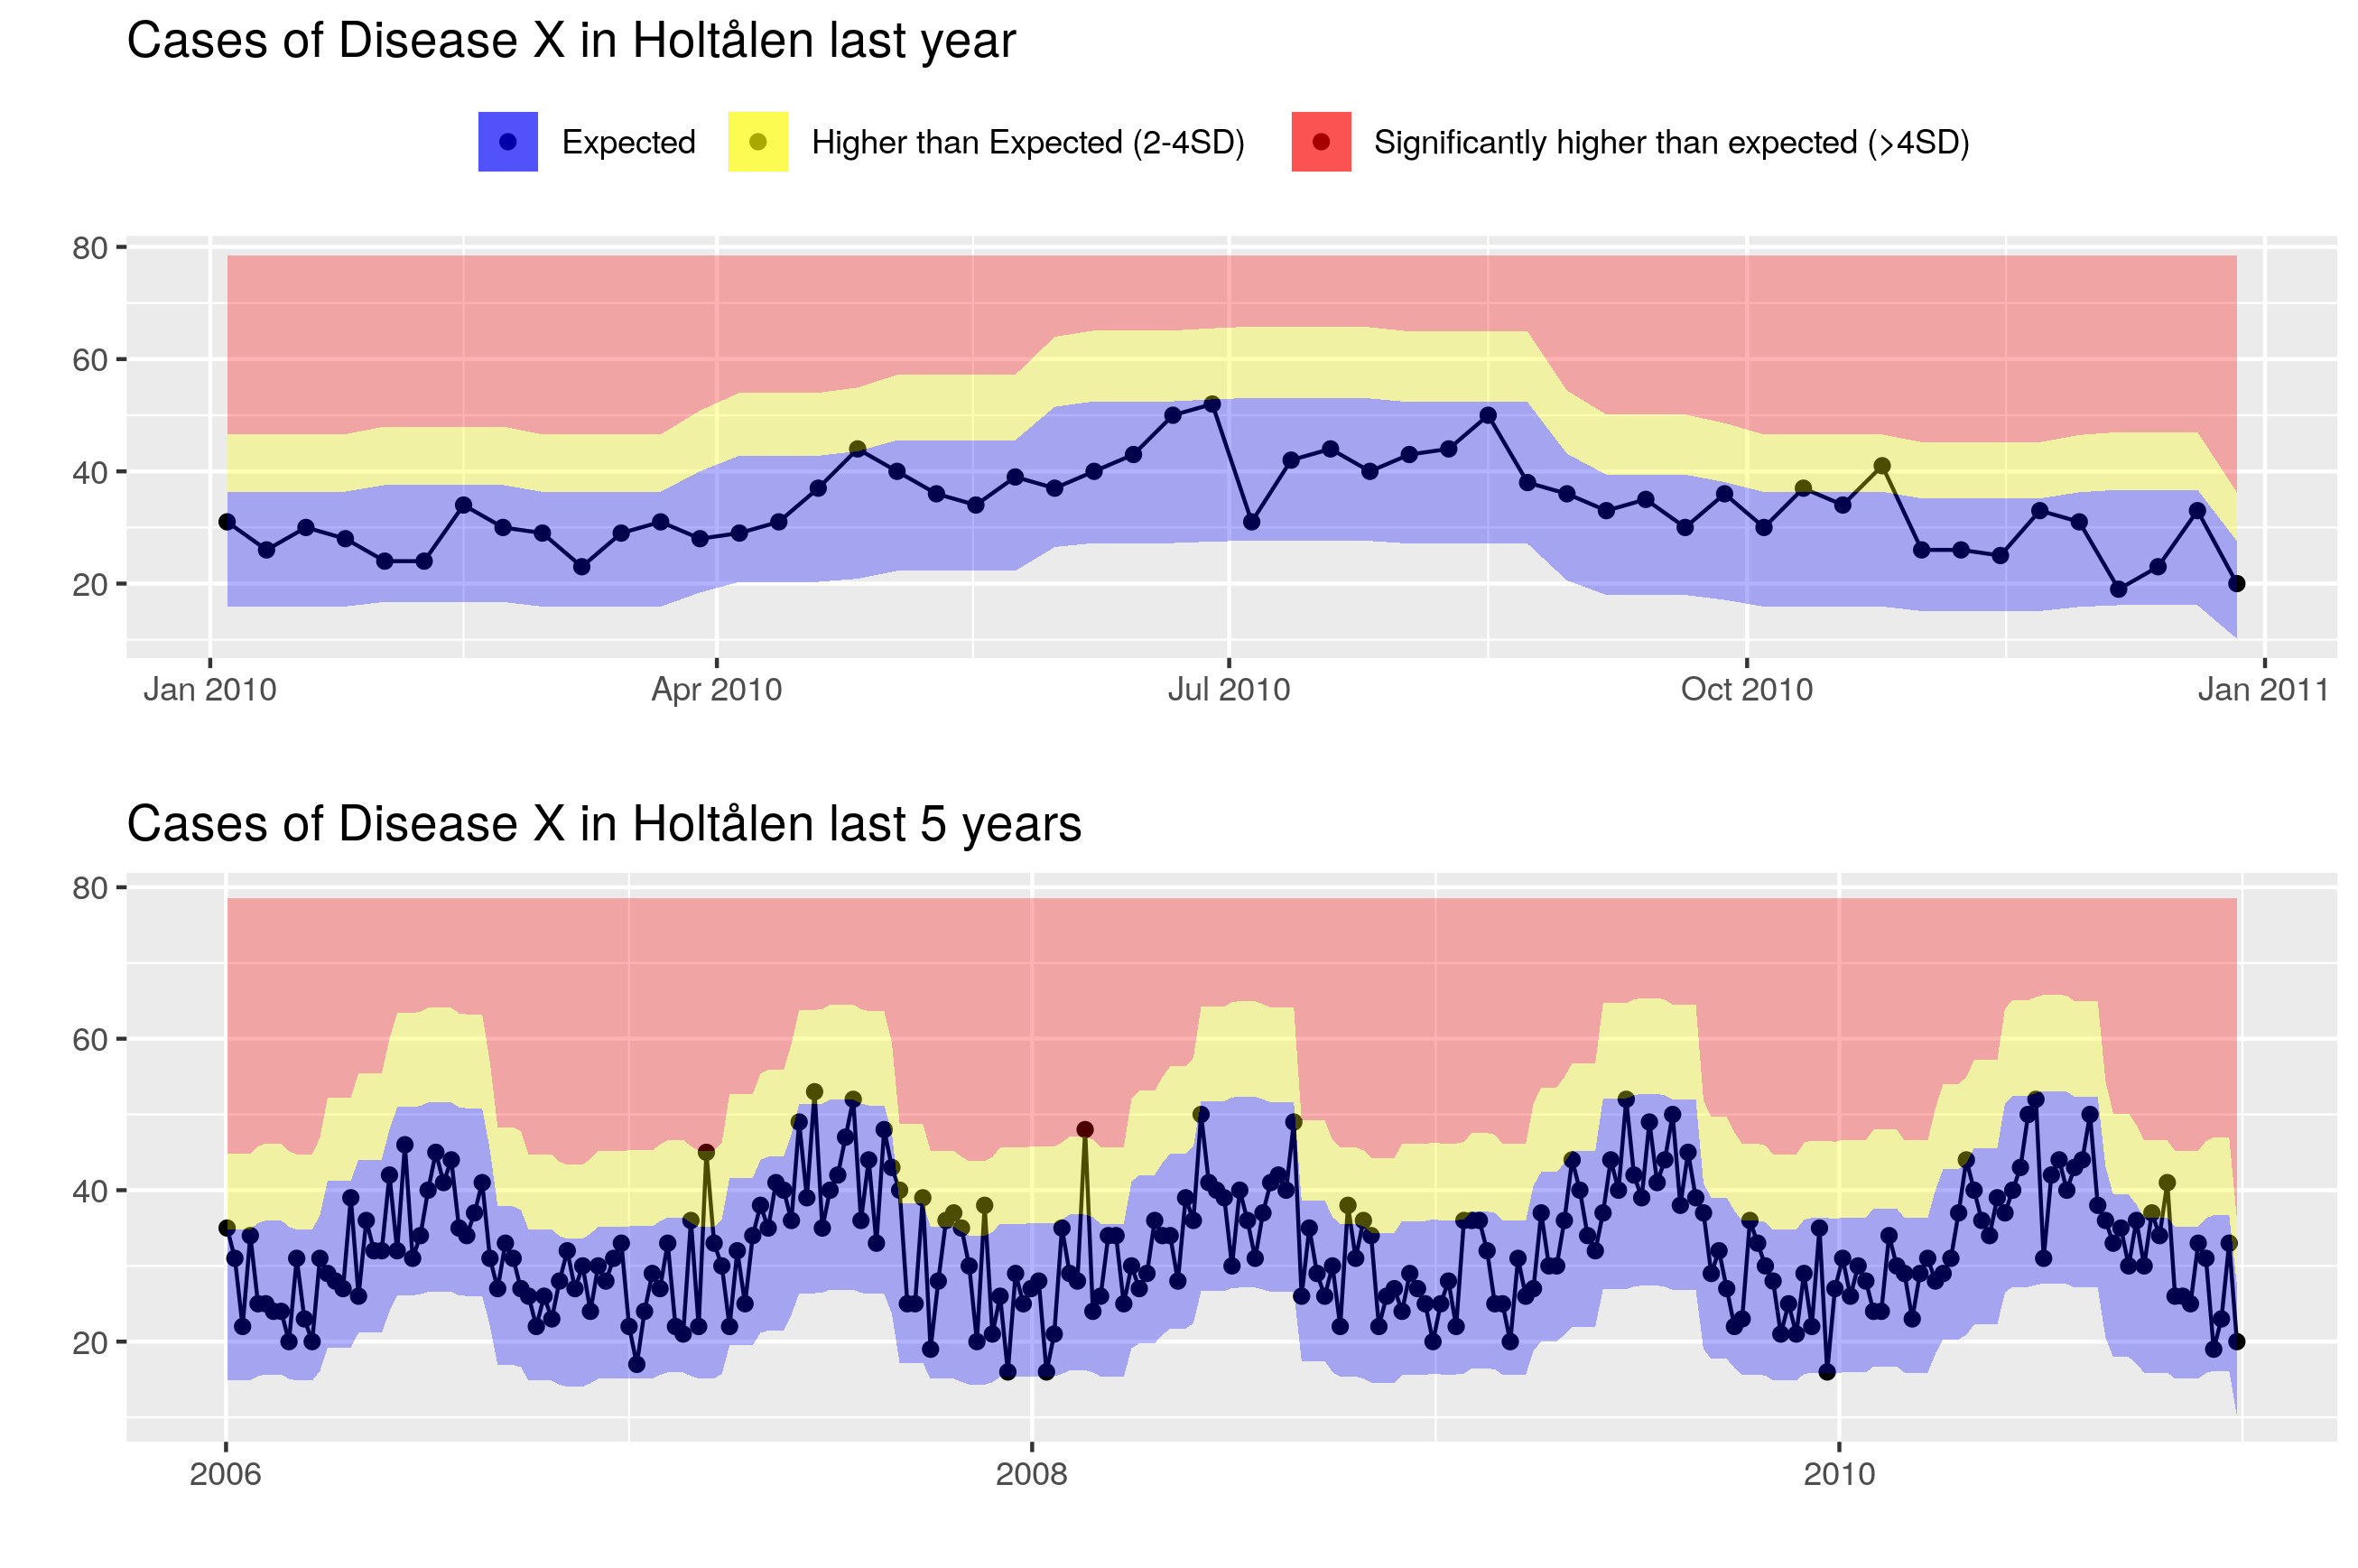 Cases of Disease X in Holtålen last year
Expected Higher than Expected (2-4SD) Significantly higher than expected (>4SD)
80
60
40
20
Jan 2010 Apr 2010 Jul 2010 Oct 2010 Jan 2011
Cases of Disease X in Holtålen last 5 years
80
60
40
20
2006 2008 2010